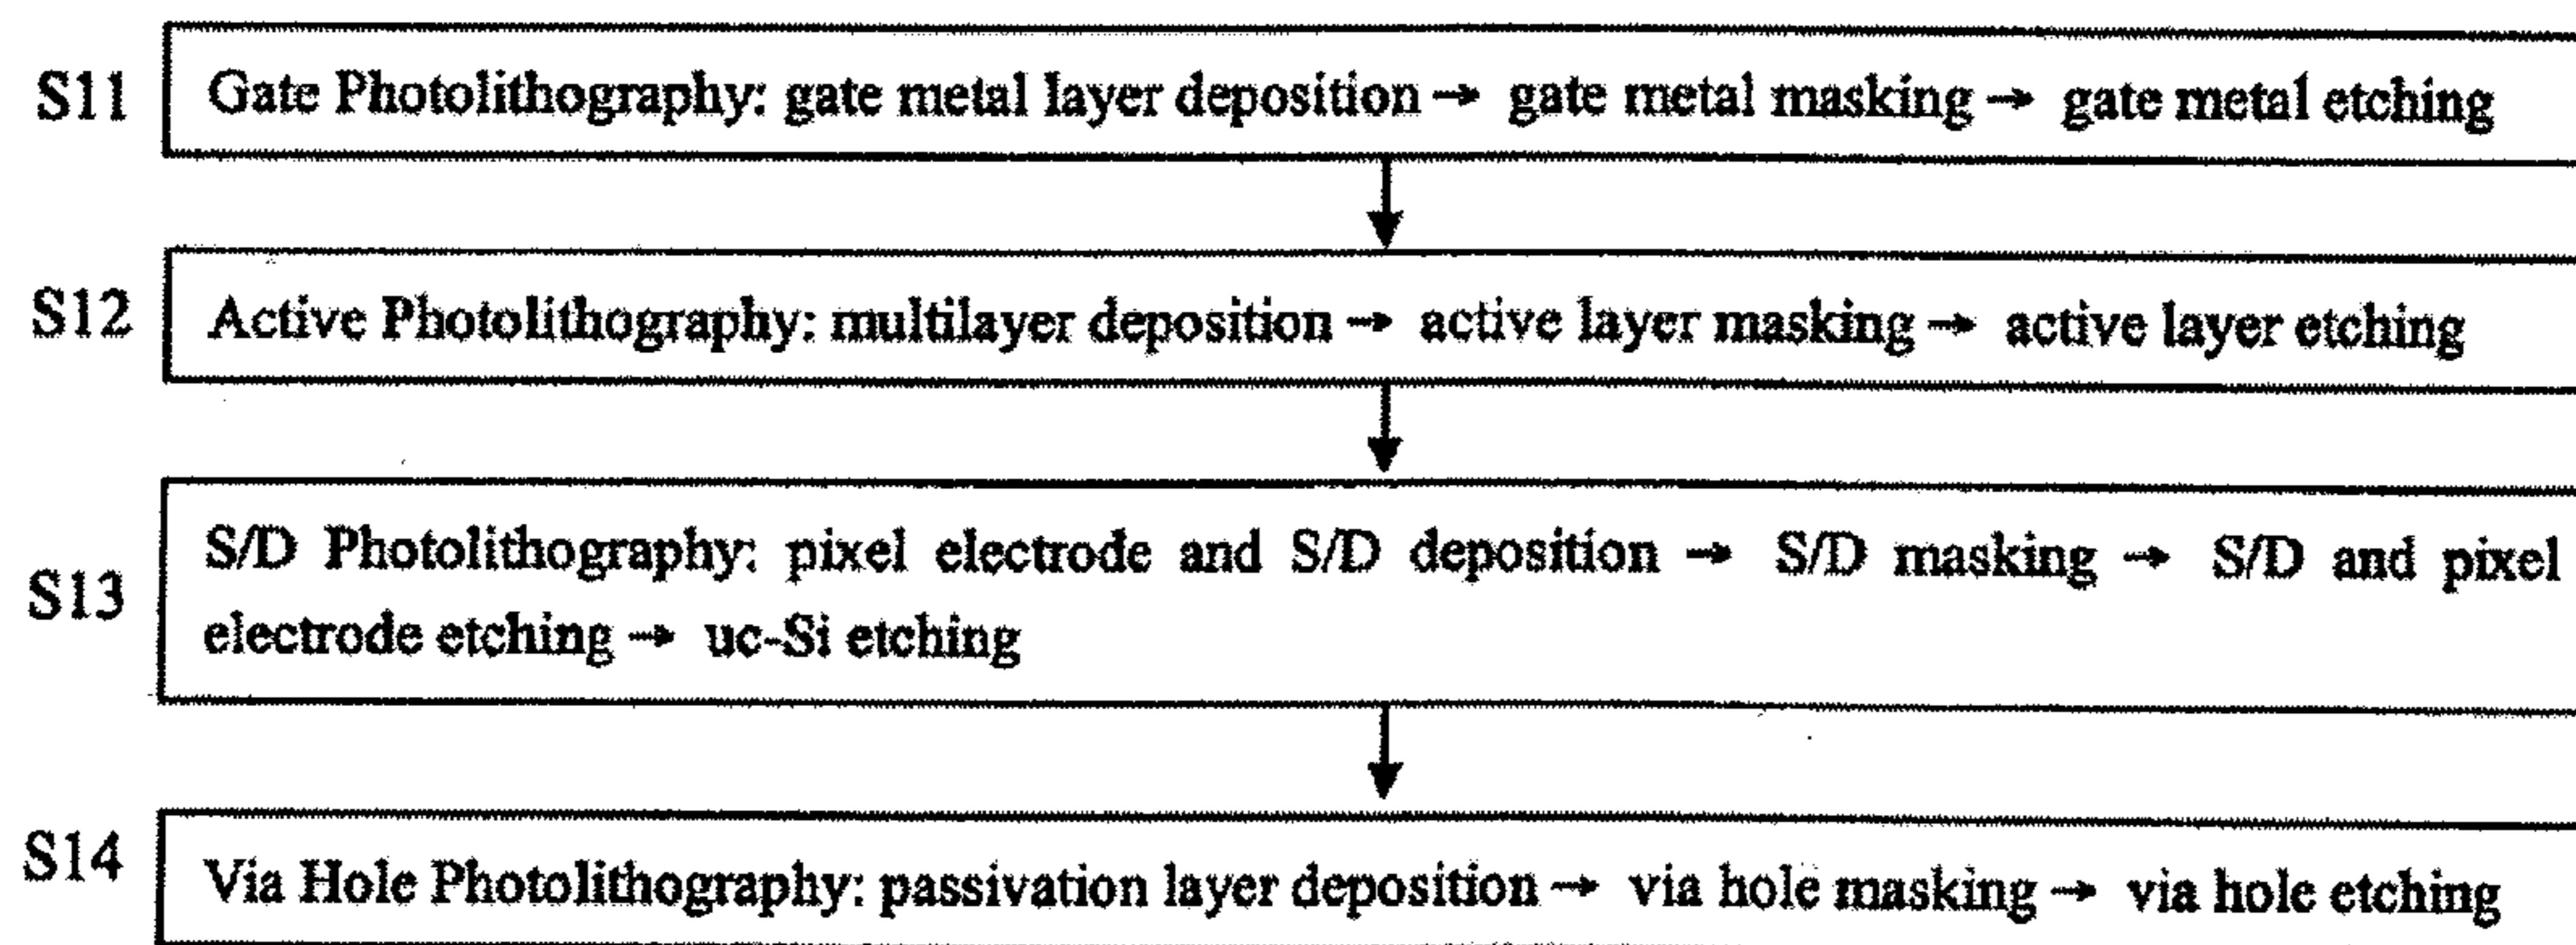 S11
Gate Photolithography: gate metal layer deposition → gate metal masking → gate metal etching
S12
Active Photolithography: multilayer deposition → active layer masking → active layer etching
S13
S/D Photolithography: pixel electrode and S/D deposition → S/D masking → S/D and pixel
electrode etching → uc-Si etching
S14
Via Hole Photolithography: passivation layer deposition → via hole masking → via hole etching